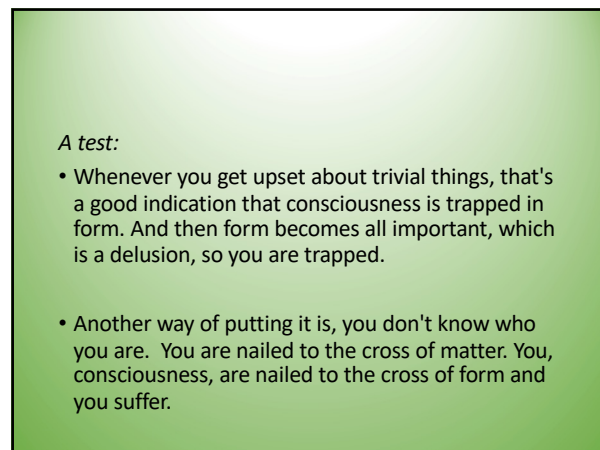 A test:
• Whenever you get upset about trivial things, that's
a good indication that consciousness is trapped in
form. And then form becomes all important, which
is a delusion, so you are trapped.
• Another way of putting it is, you don't know who
you are.  You are nailed to the cross of matter. You,
consciousness, are nailed to the cross of form and
you suffer.